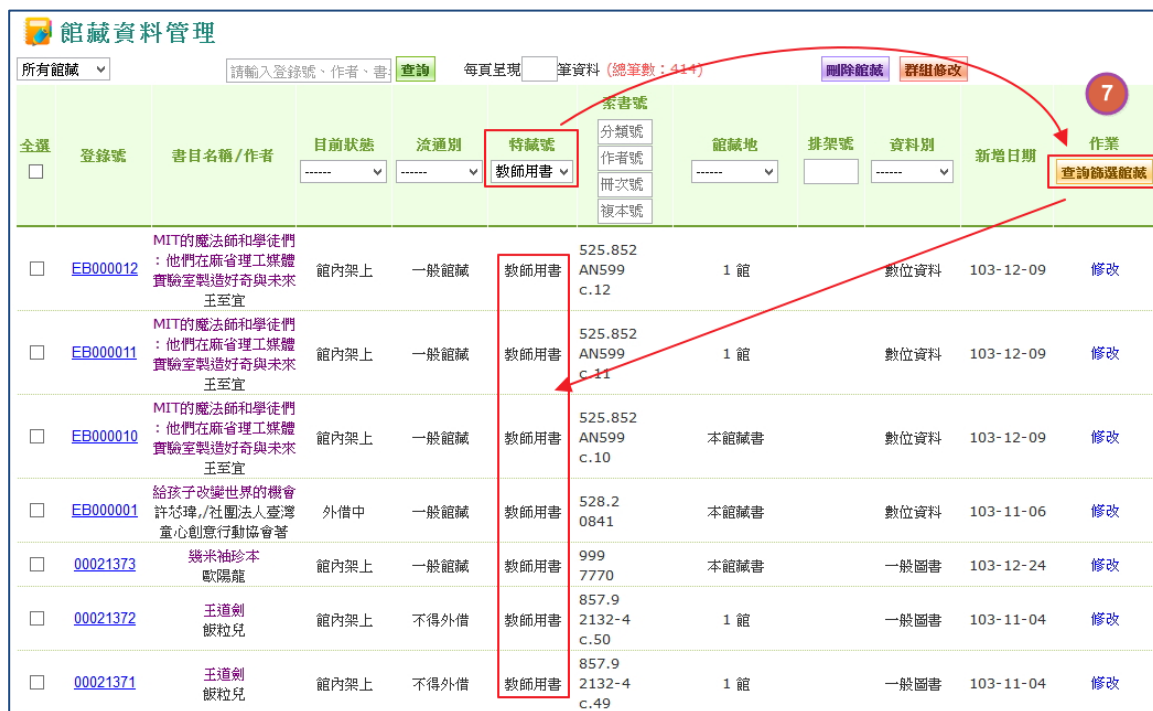 館藏資料管理
所有館藏 請輸入登錄號、作者、書 查詢 每頁呈現 筆資料 (總筆數：414) 刪除館藏 群組修改
7
全選 登錄號 書目名稱/作者 目前狀態 流通別 特藏號 索書號 館藏地 排架號 資料別 新增日期 作業
------ ------ 教師用書 分類號 ------ ------ 查詢篩選館藏
作者號
冊次號
複本號
MIT的魔法師和學徒們
：他們在麻省理工媒體
實驗室製造好奇與未來
王至宜
EB000012 館內架上 一般館藏 教師用書 525.852 1 館 數位資料 103-12-09 修改
AN599
c.12
MIT的魔法師和學徒們
：他們在麻省理工媒體
實驗室製造好奇與未來
王至宜
EB000011 館內架上 一般館藏 教師用書 525.852 1 館 數位資料 103-12-09 修改
AN599
c.11
MIT的魔法師和學徒們
：他們在麻省理工媒體
實驗室製造好奇與未來
王至宜
EB000010 館內架上 一般館藏 教師用書 525.852 本館藏書 數位資料 103-12-09 修改
AN599
c.10
給孩子改變世界的機會
許芯瑋,/社團法人臺灣
童心創意行動協會著
EB000001 外借中 一般館藏 教師用書 528.2 本館藏書 數位資料 103-11-06 修改
0841
幾米袖珍本
歐陽龍
00021373 館內架上 一般館藏 教師用書 999 本館藏書 一般圖書 103-12-24 修改
7770
王道劍
飯粒兒
00021372 館內架上 不得外借 教師用書 857.9 1 館 一般圖書 103-11-04 修改
2132-4
c.50
王道劍
飯粒兒
00021371 館內架上 不得外借 教師用書 857.9 1 館 一般圖書 103-11-04 修改
2132-4
c.49